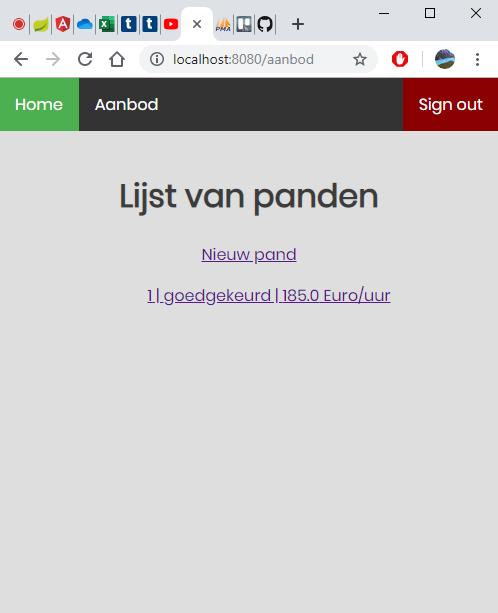 localhost:8080/aanbod
Home Aanbod Sign out
Lijst van panden
Nieuw pand
1 | goedgekeurd | 185.0 Euro/uur